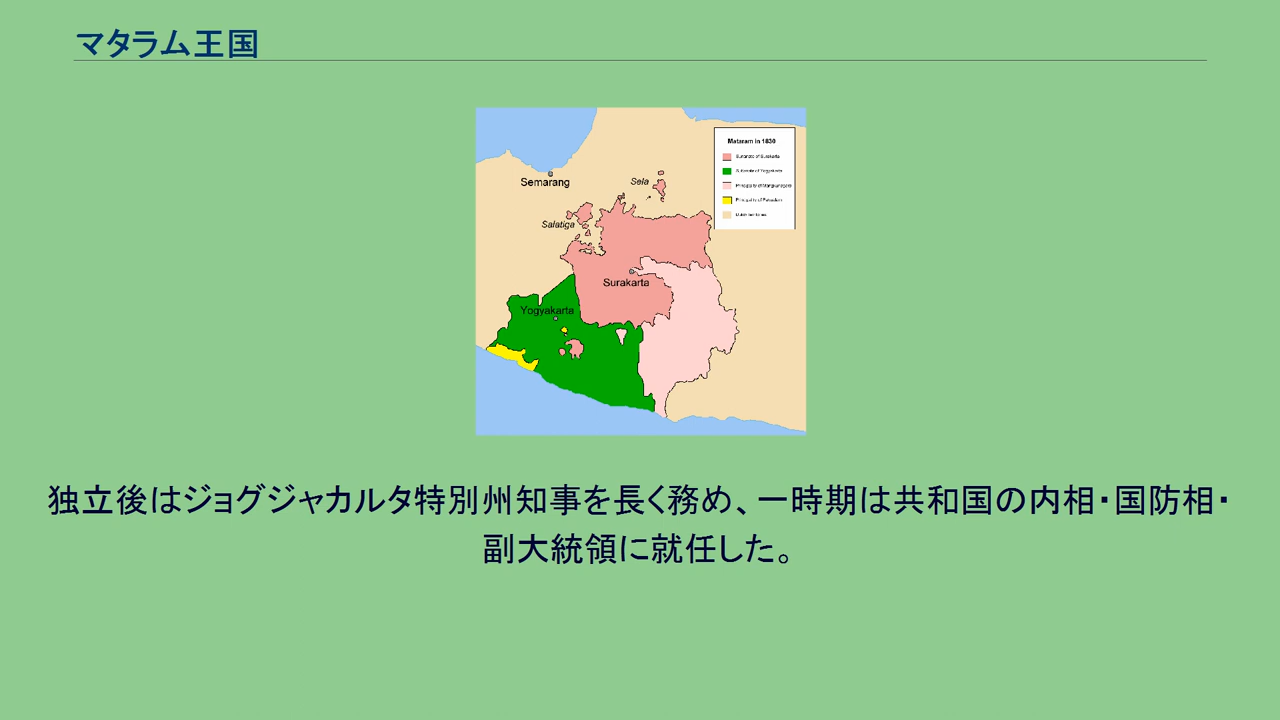 マタラム王国
Mataram in 1830
Sultanate of Yogyakarta
Semarang
Sela
Salatiga
Surakarta
Yogyakarta
独立後はジョグジャカルタ特別州知事を長く務め、一時期は共和国の内相・国防相・
副大統領に就任した。